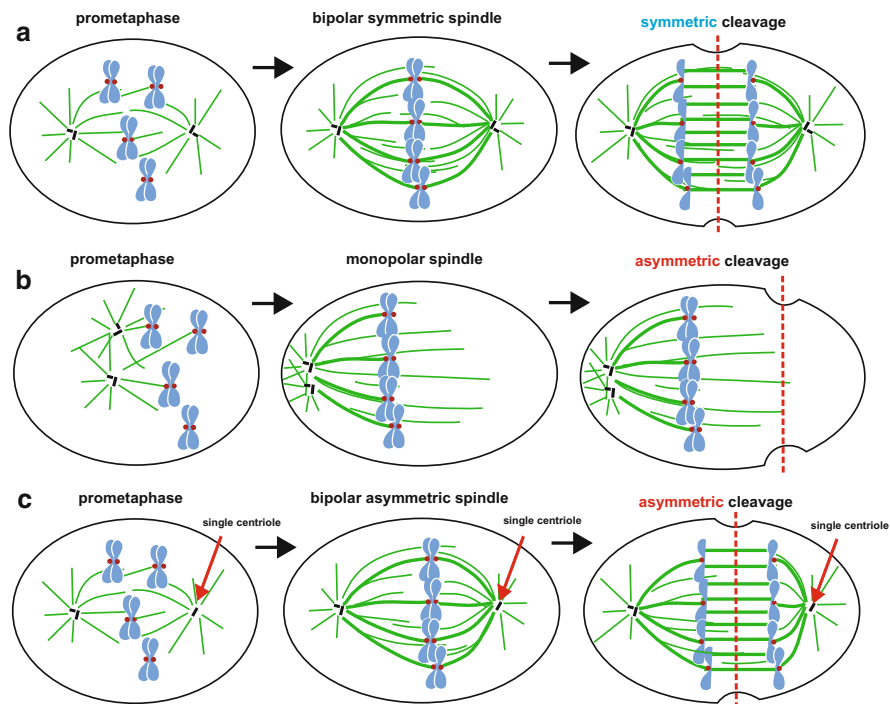 a
prometaphase
bipolar symmetric spindle
symmetric cleavage
b
prometaphase
monopolar spindle
asymmetric cleavage
c
prometaphase
single centriole
bipolar asymmetric spindle
single centriole
asymmetric cleavage
single centriole